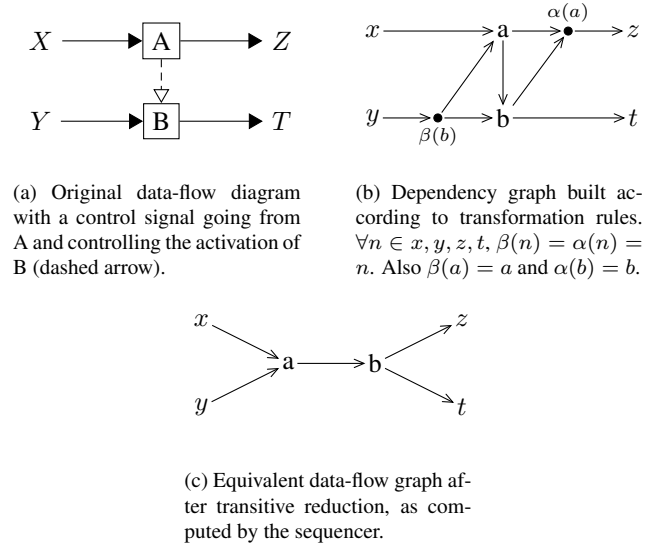 X A Z
Y B T
(a) Original data-flow diagram
with a control signal going from
A and controlling the activation of
B (dashed arrow).
α(a)
x a z
y b t
β(b)
(b) Dependency graph built ac-
cording to transformation rules.
∀n ∈ x, y, z, t, β(n) = α(n) =
n. Also β(a) = a and α(b) = b.
x z
a b
y t
(c) Equivalent data-flow graph af-
ter transitive reduction, as com-
puted by the sequencer.